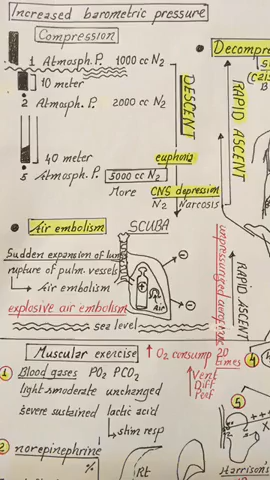 Increased barometric pressure
Compression
1 Atmosph. P. 1000 cc N2
10 meter
2 Atmosph. P. 2000 cc N2
40 meter
5 Atmosph. P. 5000 cc N2
euphoria
More CNS depression
N2 Narcosis
DESCENT
Decompre
RAPID ASCENT
Air embolism
SCUBA
Sudden expansion of lung
rupture of pulm. vessels
Air embolism
Air
explosive air embolism
sea level
RAPID ASCENT
Muscular exercise
↑ O2 consump 20 times
1 Blood gases PO2 PCO2
light & moderate unchanged
severe sustained lactic acid
stim resp
↑ Vent
Diff
Perf
4
5
2 norepinephrine
%
Rt
Harrison's